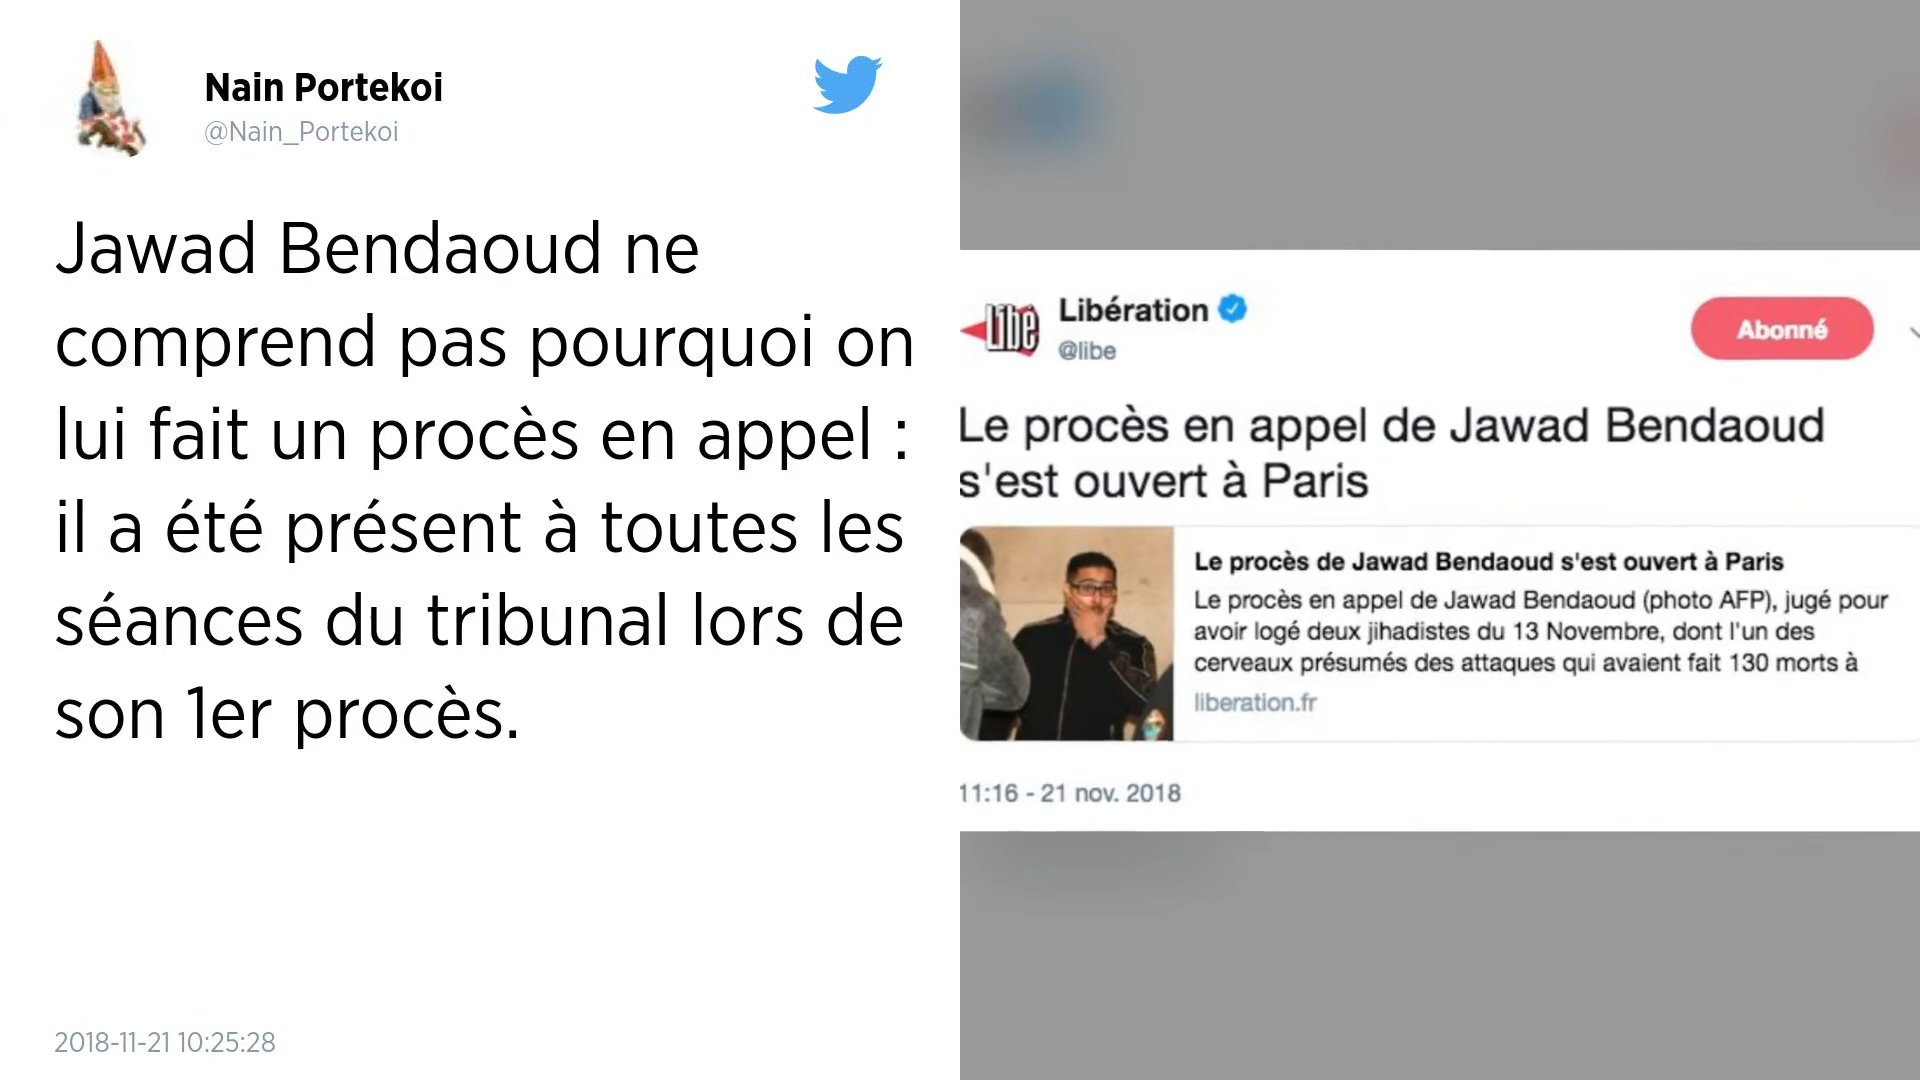 Nain Portekoi
@Nain_Portekoi
Jawad Bendaoud ne
comprend pas pourquoi on
lui fait un procès en appel :
il a été présent à toutes les
séances du tribunal lors de
son 1er procès.
2018-11-21 10:25:28
Libé
Libération
@libe
Abonné
Le procès en appel de Jawad Bendaoud
s'est ouvert à Paris
Le procès de Jawad Bendaoud s'est ouvert à Paris
Le procès en appel de Jawad Bendaoud (photo AFP), jugé pour
avoir logé deux jihadistes du 13 Novembre, dont l'un des
cerveaux présumés des attaques qui avaient fait 130 morts à
liberation.fr
11:16 - 21 nov. 2018